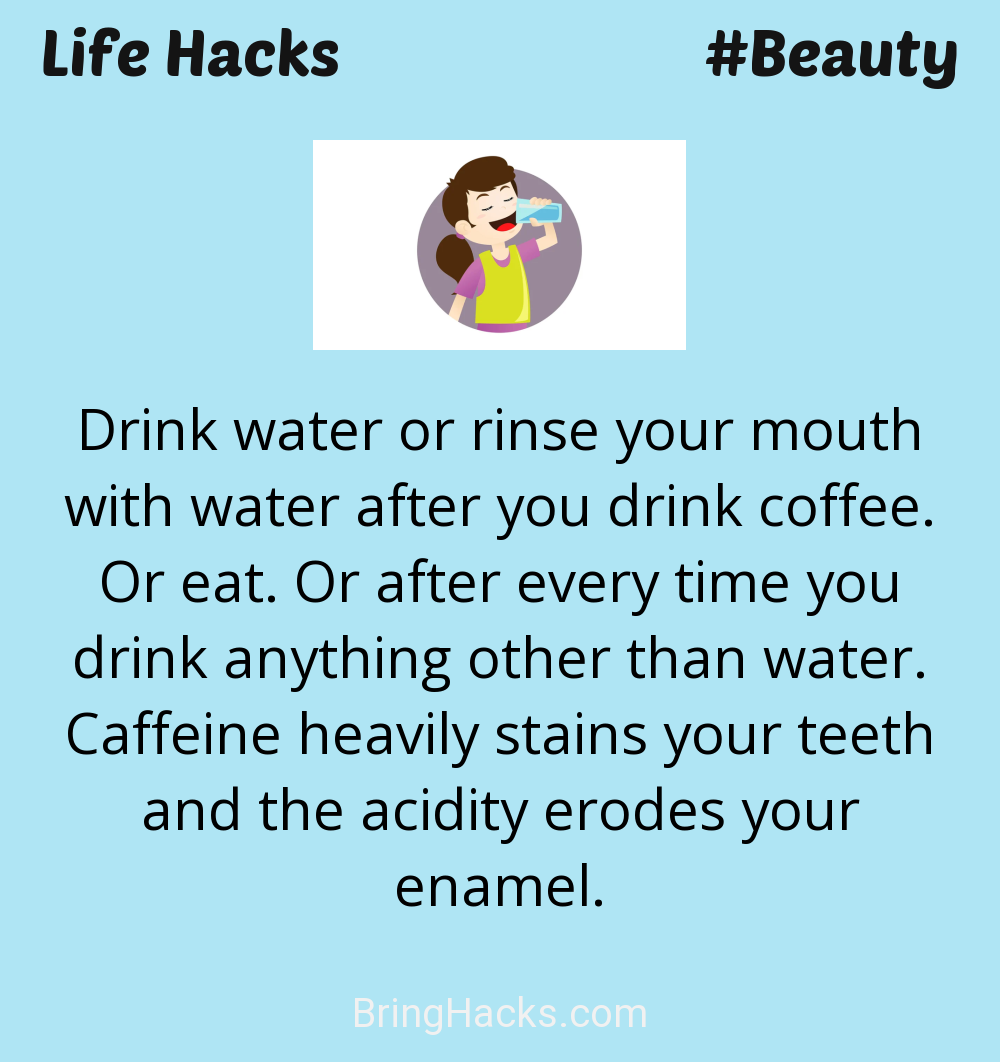 Life Hacks
#Beauty
Drink water or rinse your mouth
with water after you drink coffee.
Or eat. Or after every time you
drink anything other than water.
Caffeine heavily stains your teeth
and the acidity erodes your
enamel.
BringHacks.com